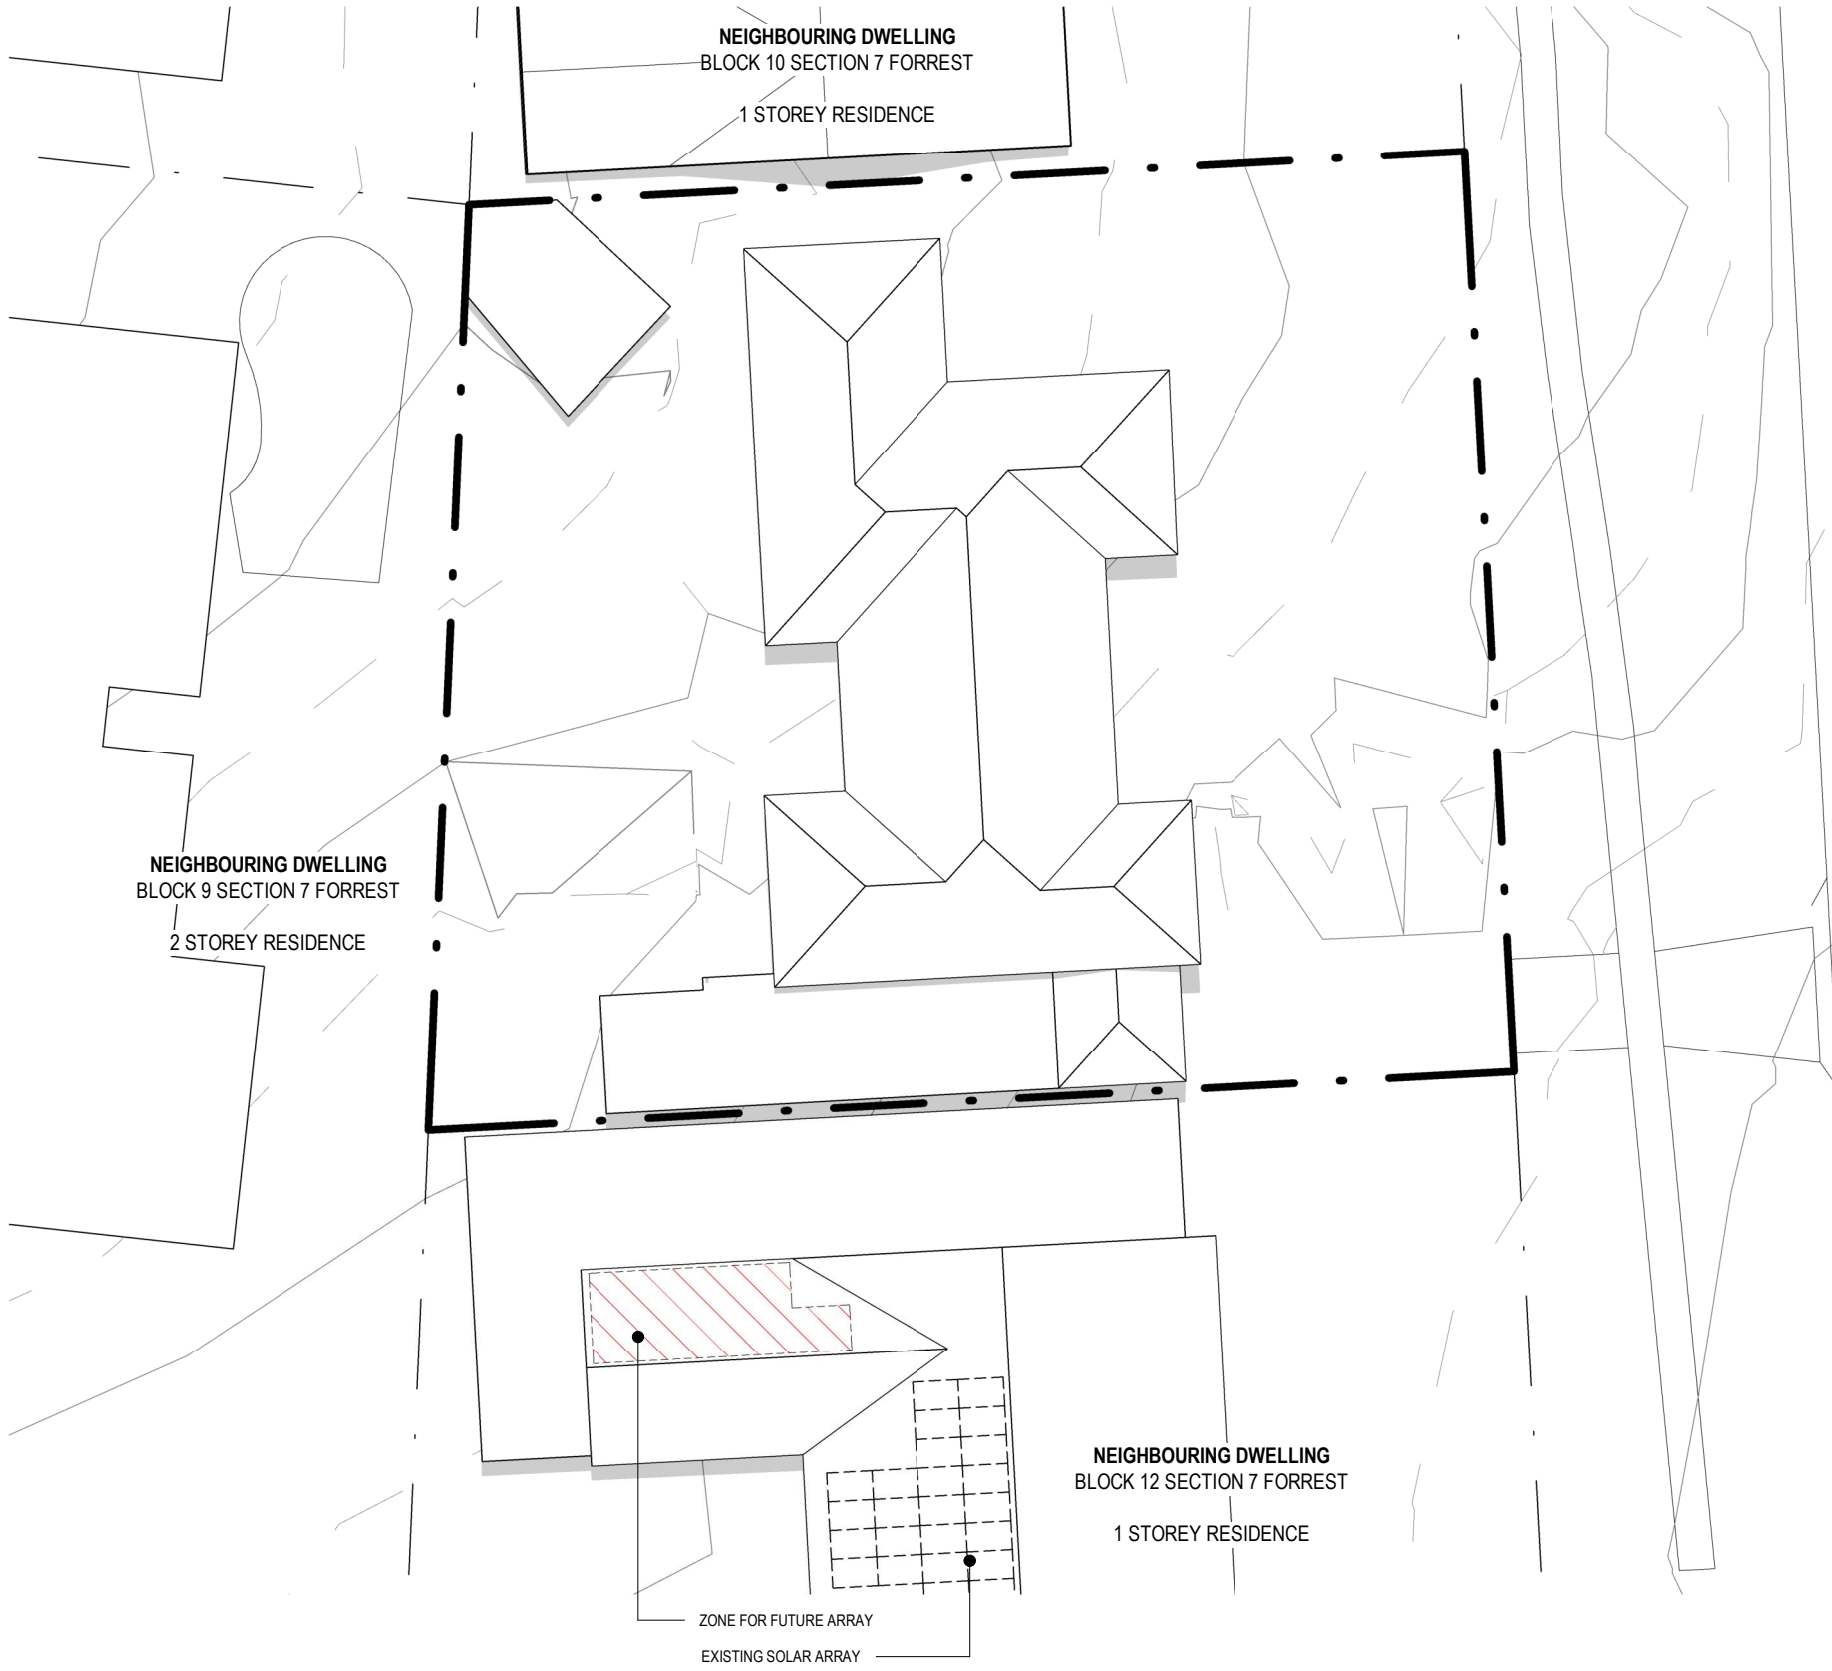 NEIGHBOURING DWELLING
BLOCK 10 SECTION 7 FORREST
1 STOREY RESIDENCE
NEIGHBOURING DWELLING
BLOCK 9 SECTION 7 FORREST
2 STOREY RESIDENCE
NEIGHBOURING DWELLING
BLOCK 12 SECTION 7 FORREST
1 STOREY RESIDENCE
ZONE FOR FUTURE ARRAY
EXISTING SOLAR ARRAY